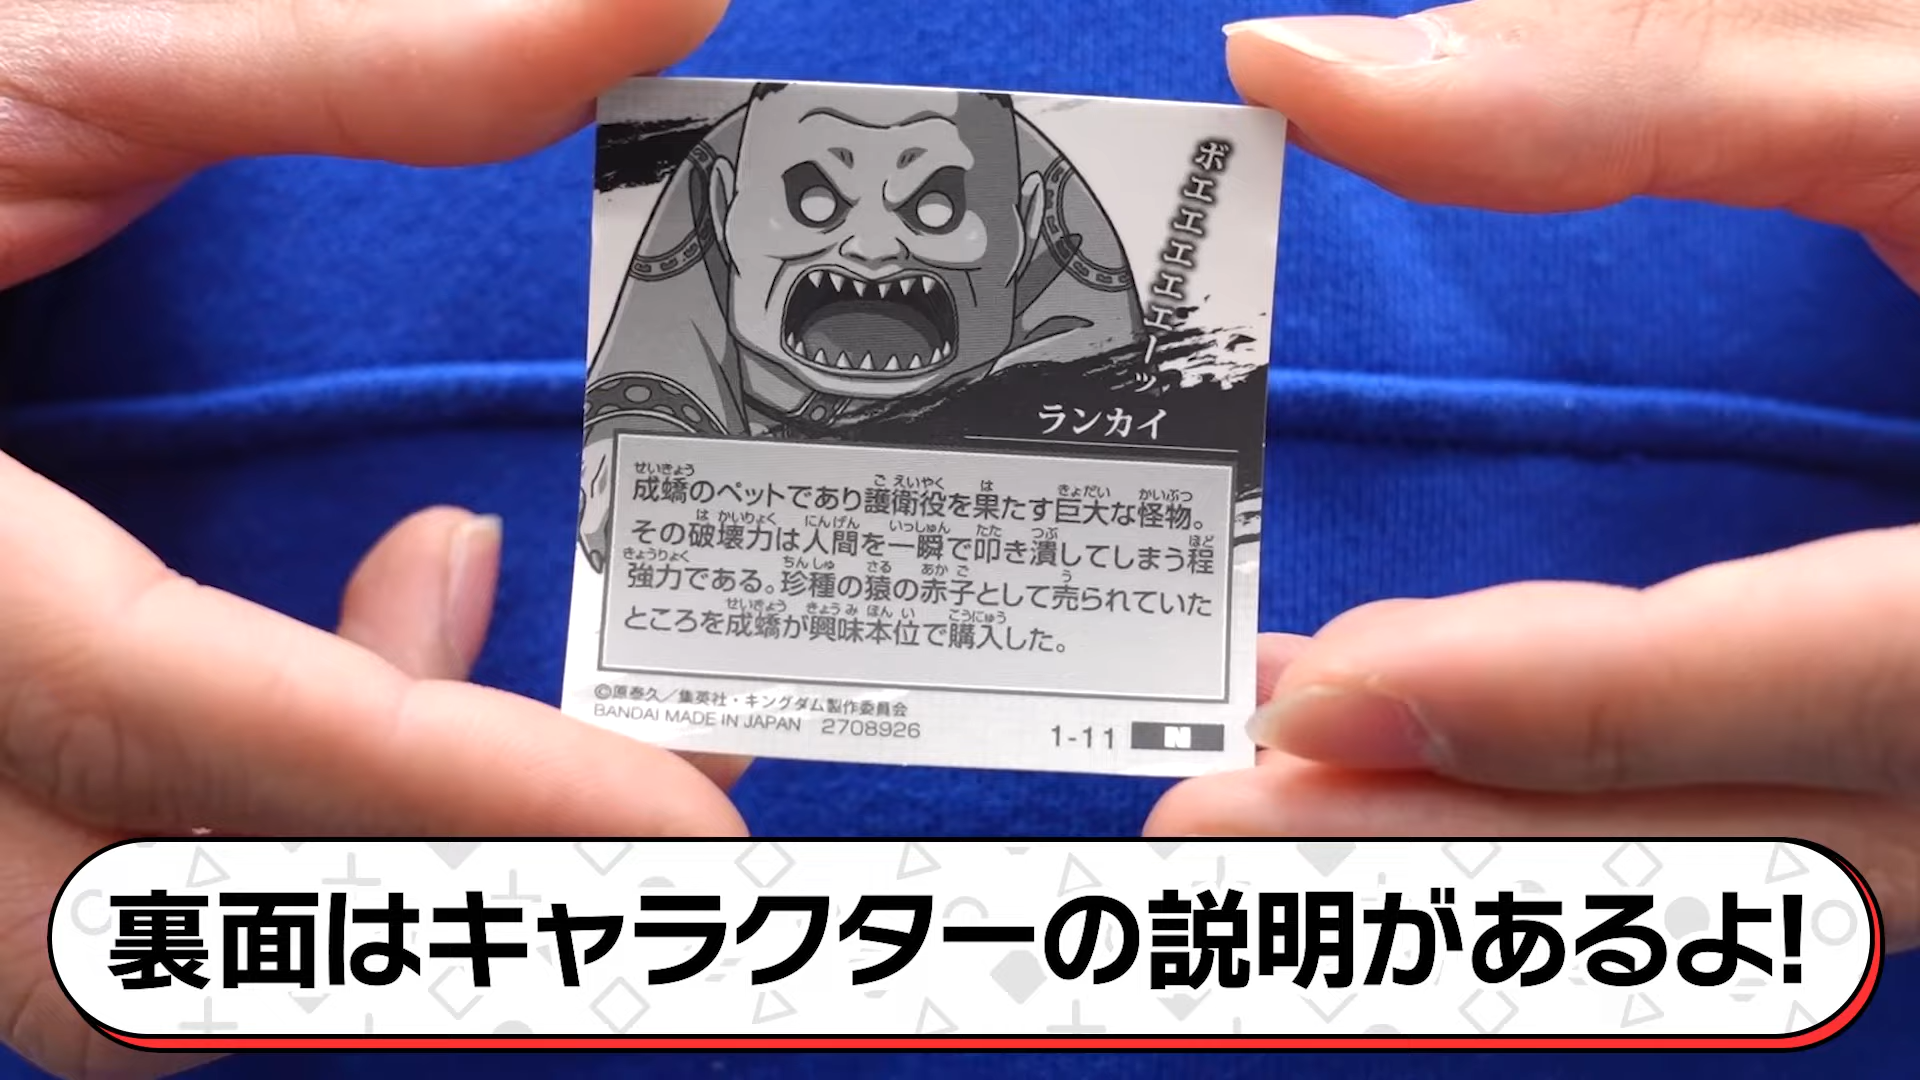 ボエエエエエーッ
ランカイ
成蟜のペットであり護衛役を果たす巨大な怪物。
その破壊力は人間を一瞬で叩き潰してしまう程
強力である。珍種の猿の赤子として売られていた
ところを成蟜が興味本位で購入した。
©原泰久／集英社・キングダム製作委員会
BANDAI MADE IN JAPAN 2708926
1-11 N
裏面はキャラクターの説明があるよ!